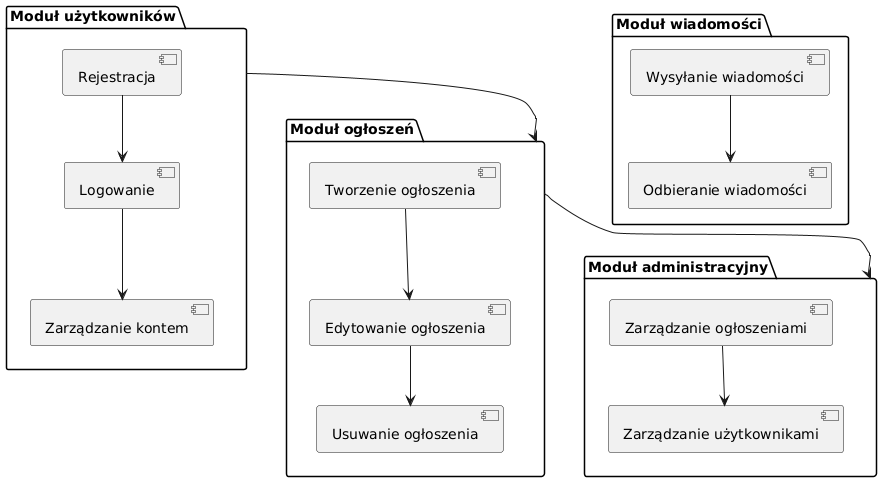 Moduł użytkowników
Rejestracja
Logowanie
Zarządzanie kontem
Moduł ogłoszeń
Tworzenie ogłoszenia
Edytowanie ogłoszenia
Usuwanie ogłoszenia
Moduł wiadomości
Wysyłanie wiadomości
Odbieranie wiadomości
Moduł administracyjny
Zarządzanie ogłoszeniami
Zarządzanie użytkownikami